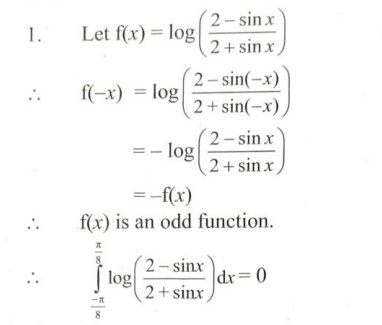 1. Let f(x) = log((2 – sin x)/(2 + sin x))
∴ f(–x) = log((2 – sin(–x))/(2 + sin(–x)))
= – log((2 – sin x)/(2 + sin x))
= –f(x)
∴ f(x) is an odd function.
∴ ∫_{–π/8}^{π/8} log((2 – sinx)/(2 + sinx)) dx = 0